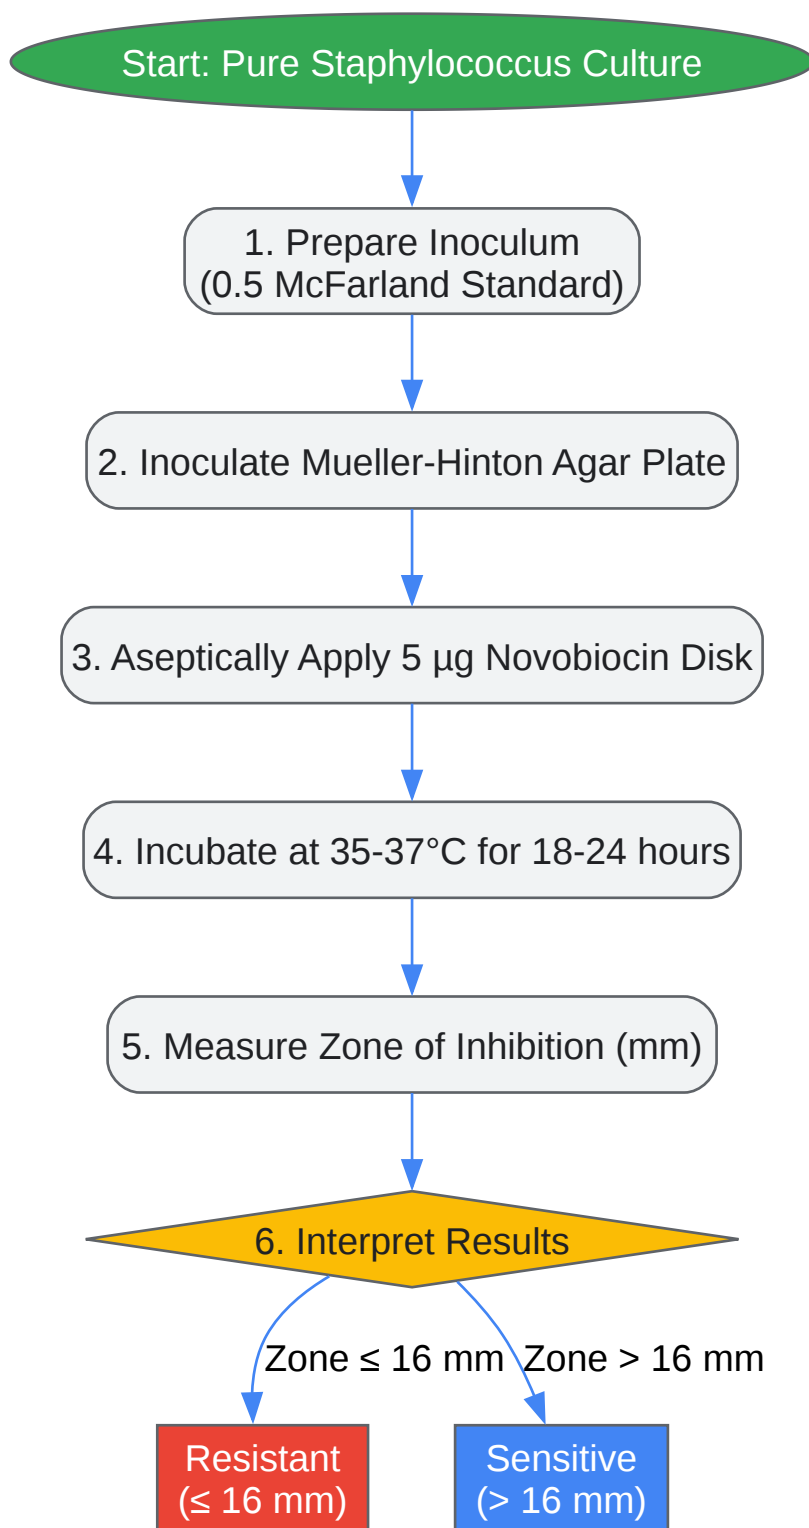 Start: Pure Staphylococcus Culture
1. Prepare Inoculum
(0.5 McFarland Standard)
2. Inoculate Mueller-Hinton Agar Plate
3. Aseptically Apply 5 µg Novobiocin Disk
4. Incubate at 35-37°C for 18-24 hours
5. Measure Zone of Inhibition (mm)
6. Interpret Results
Zone ≤ 16 mm
Zone > 16 mm
Resistant
(≤ 16 mm)
Sensitive
(> 16 mm)